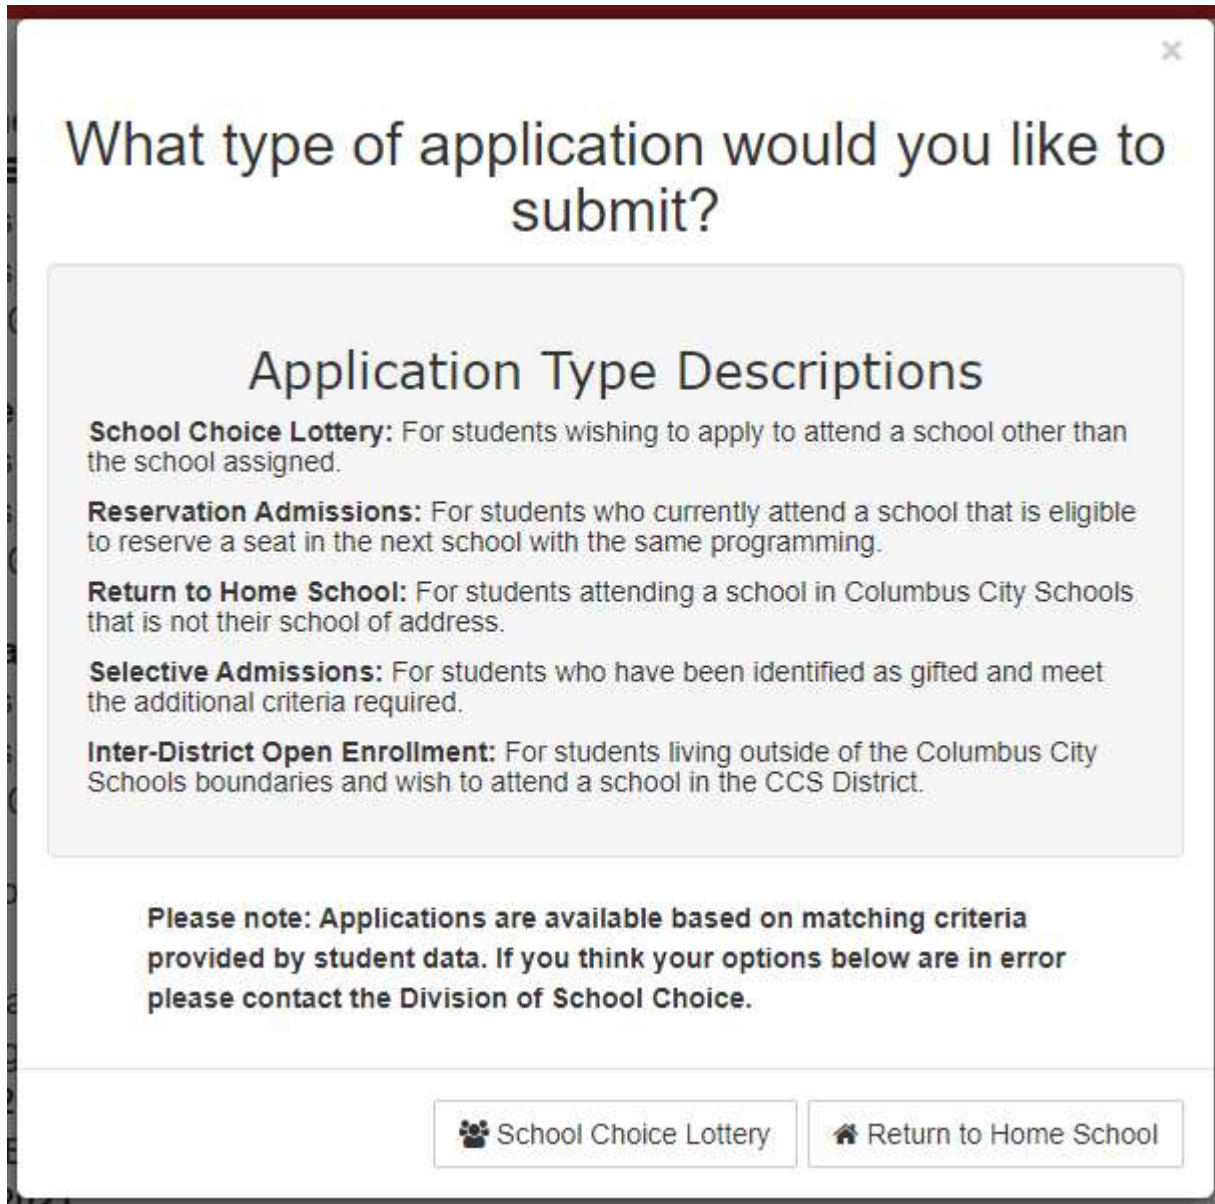 ×
What type of application would you like to
submit?
Application Type Descriptions
School Choice Lottery: For students wishing to apply to attend a school other than
the school assigned.
Reservation Admissions: For students who currently attend a school that is eligible
to reserve a seat in the next school with the same programming.
Return to Home School: For students attending a school in Columbus City Schools
that is not their school of address.
Selective Admissions: For students who have been identified as gifted and meet
the additional criteria required.
Inter-District Open Enrollment: For students living outside of the Columbus City
Schools boundaries and wish to attend a school in the CCS District.
Please note: Applications are available based on matching criteria
provided by student data. If you think your options below are in error
please contact the Division of School Choice.
School Choice Lottery
Return to Home School